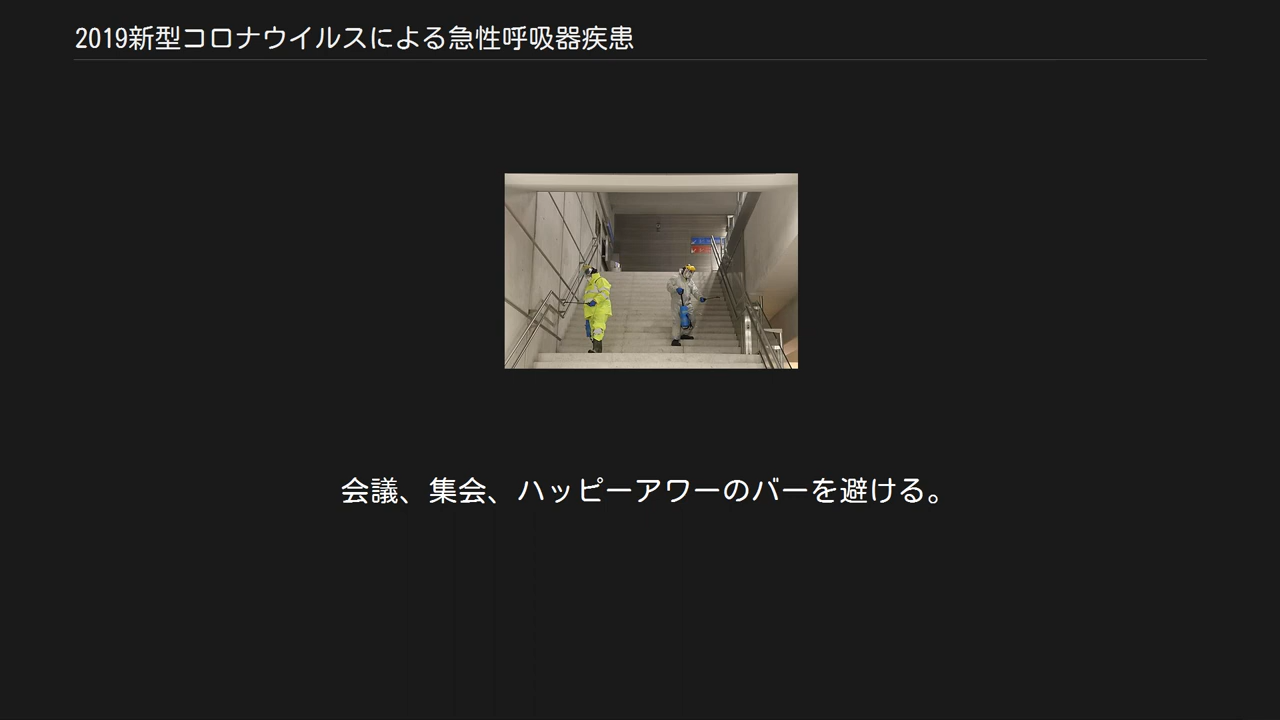 2019新型コロナウイルスによる急性呼吸器疾患
会議、集会、ハッピーアワーのバーを避ける。